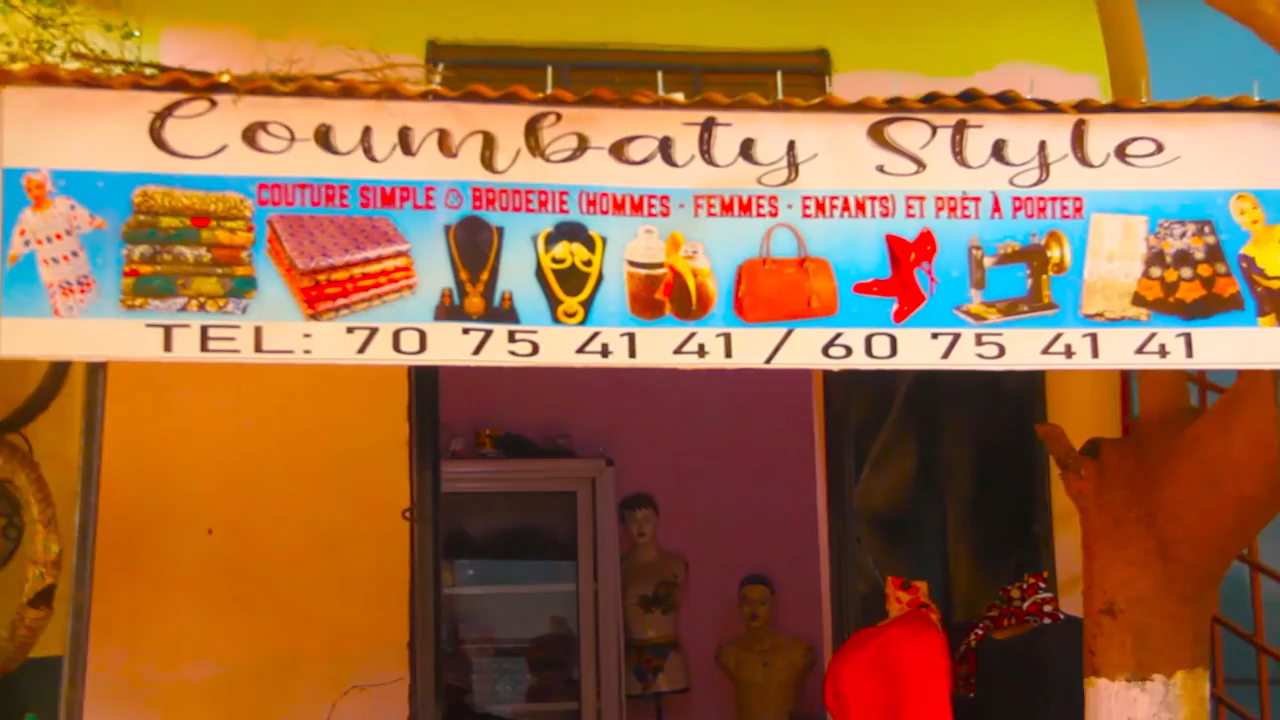 Coumbaty Style
COUTURE SIMPLE & BRODERIE (HOMMES - FEMMES - ENFANTS) ET PRÊT À PORTER
TEL: 70 75 41 41 / 60 75 41 41